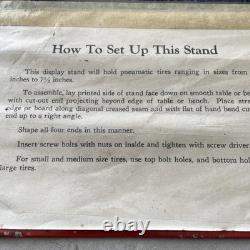 How To Set Up This Stand
This display stand will hold pneumatic tires ranging in sizes from
inches to 7½ inches.
To assemble, lay printed side of stand face down on smooth table or be
with cut-out end projecting beyond edge of table or bench. Place str
edge or board along diagonal creased seam and with flat of hand bend cu
end up to a right angle.
Shape all four ends in this manner.
Insert screw bolts with nuts on inside and tighten with screw driver.
For small and medium size tires, use top bolt holes, and bottom ho
large tires.